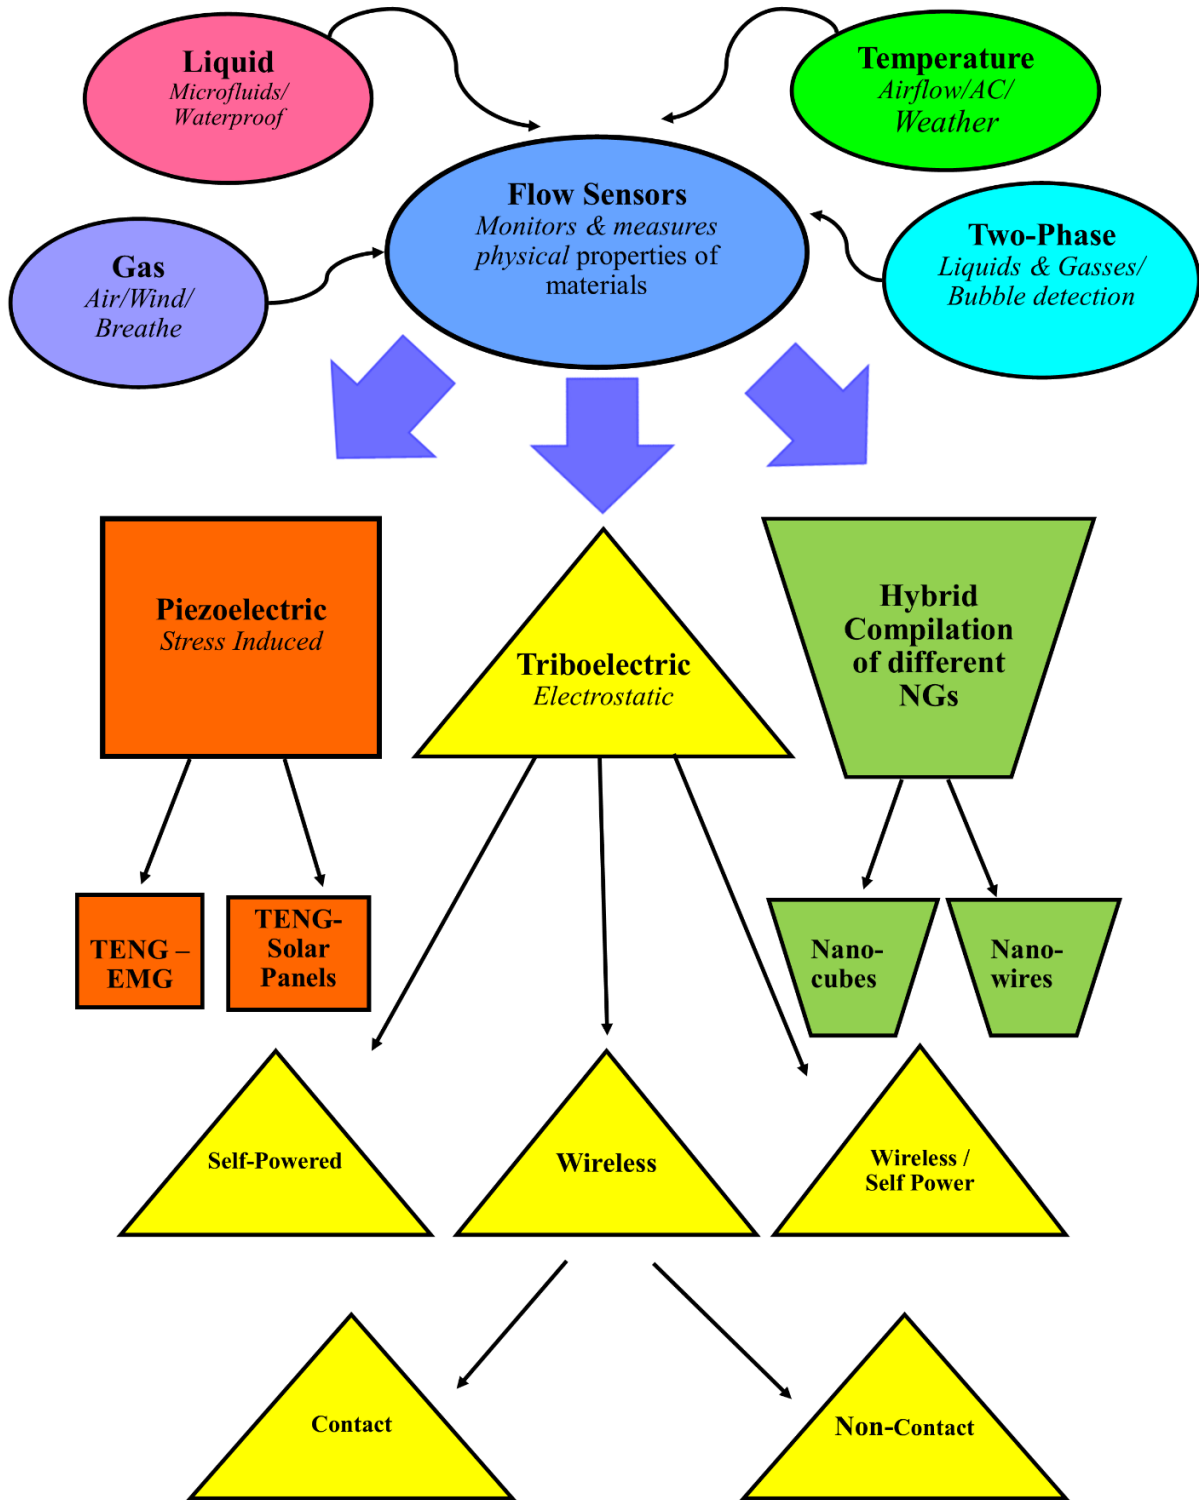 Liquid
Microfluids/
Waterproof
Temperature
Airflow/AC/
Weather
Flow Sensors
Monitors & measures
physical properties of
materials
Gas
Air/Wind/
Breathe
Two-Phase
Liquids & Gasses/
Bubble detection
Piezoelectric
Stress Induced
Triboelectric
Electrostatic
Hybrid
Compilation
of different
NGs
TENG –
EMG
TENG-
Solar
Panels
Nano-
cubes
Nano-
wires
Self-Powered
Wireless
Wireless /
Self Power
Contact
Non-Contact